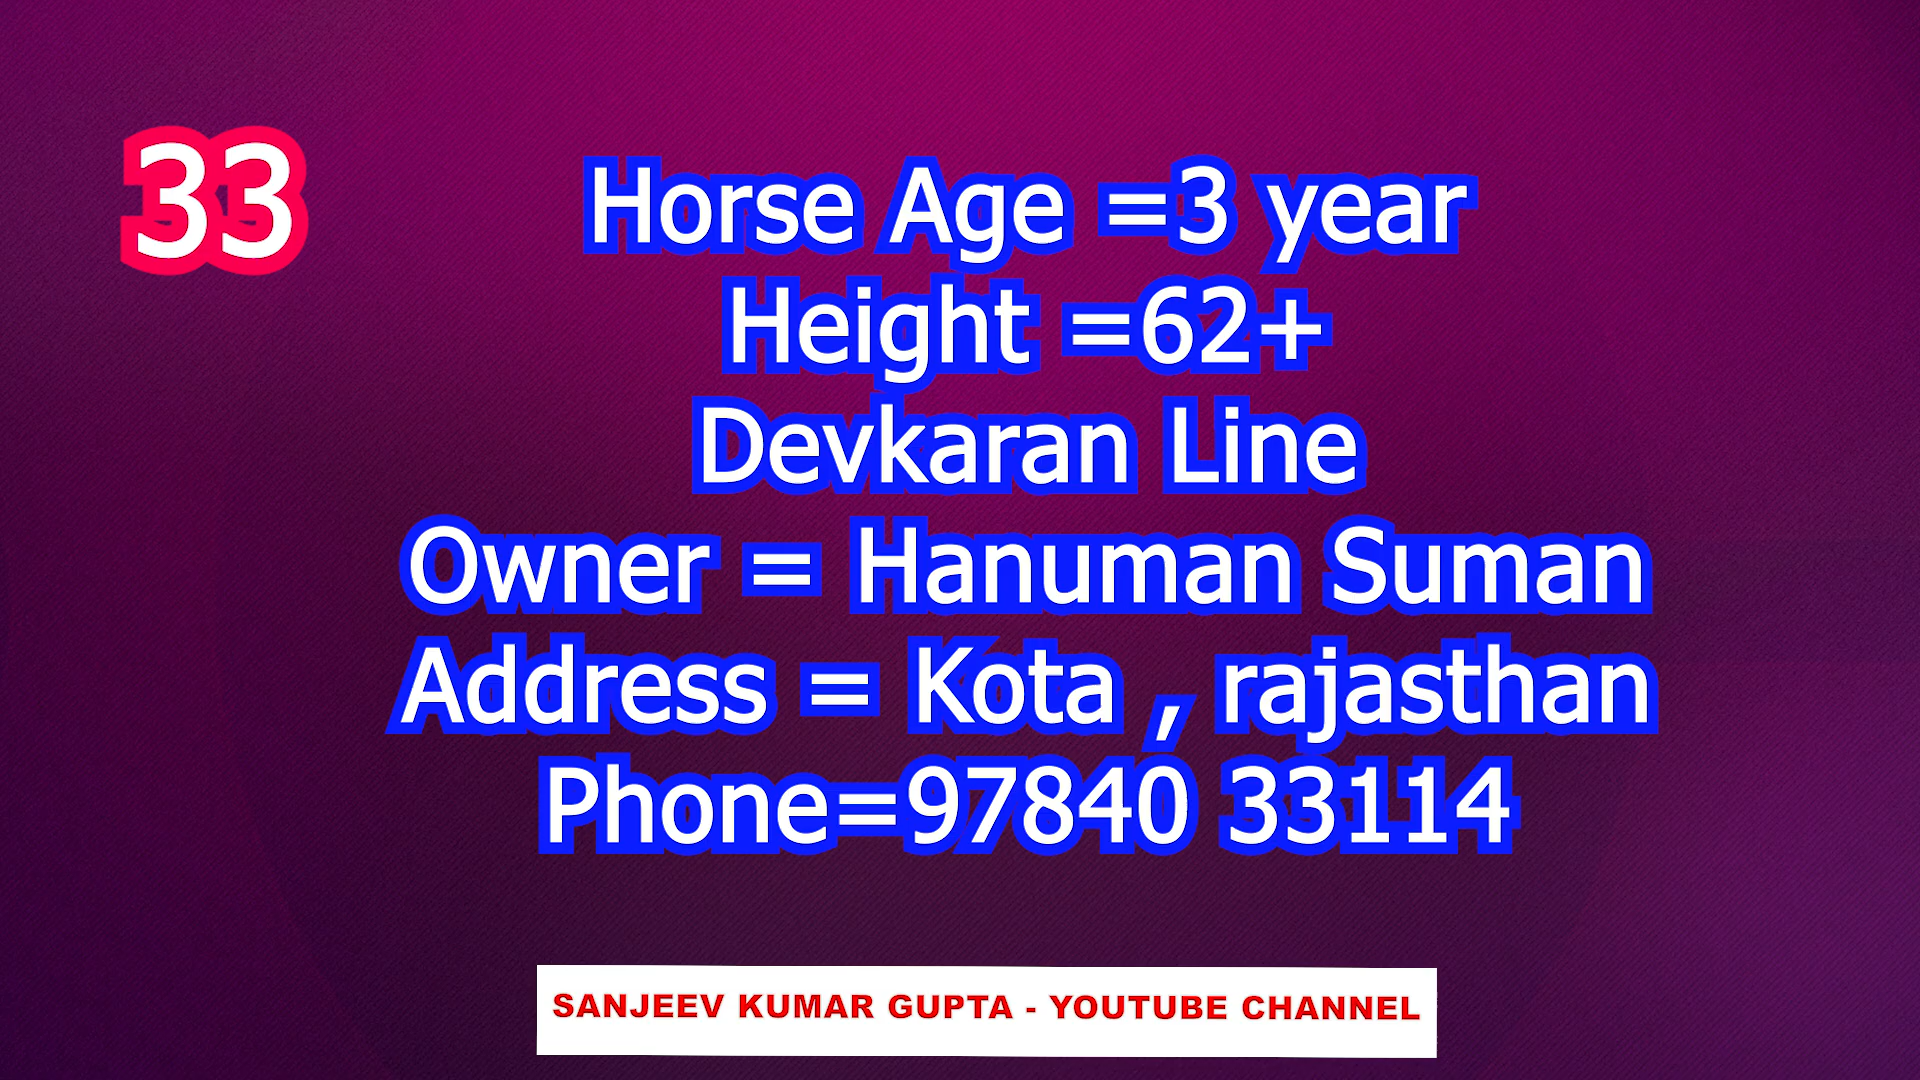 33
Horse Age =3 year
Height =62+
Devkaran Line
Owner = Hanuman Suman
Address = Kota , rajasthan
Phone=97840 33114
SANJEEV KUMAR GUPTA - YOUTUBE CHANNEL